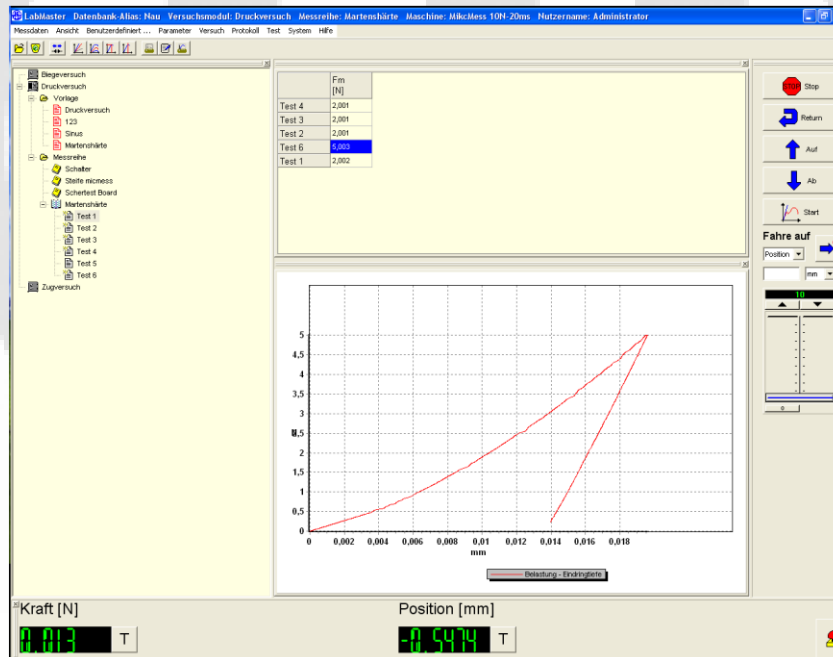 LabMaster Datenbank-Alias: Nau Versuchsmodul: Druckversuch Messreihe: Martenshärte Maschine: MikcMess 10N-20ms Nutzername: Administrator
Messdaten Ansicht Benutzerdefiniert ... Parameter Versuch Protokoll Test System Hilfe
Biegeversuch
Druckversuch
Vorlage
Druckversuch
123
Sinus
Martenshärte
Messreihe
Schalter
Steife micmess
Schertest Board
Martenshärte
Test 1
Test 2
Test 3
Test 4
Test 5
Test 6
Zugversuch
Fm
[N]
Test 4 2,001
Test 3 2,001
Test 2 2,001
Test 6 5,003
Test 1 2,002
5
4,5
4
3,5
3
2
1,5
1
0,5
0
0 0,002 0,004 0,006 0,008 0,01 0,012 0,014 0,016 0,018
mm
Belastung - Eindringtiefe
STOP Stop
Return
Auf
Ab
Start
Fahre auf
Position
mm
10
Kraft [N]
0.013 T
Position [mm]
-0.5474 T